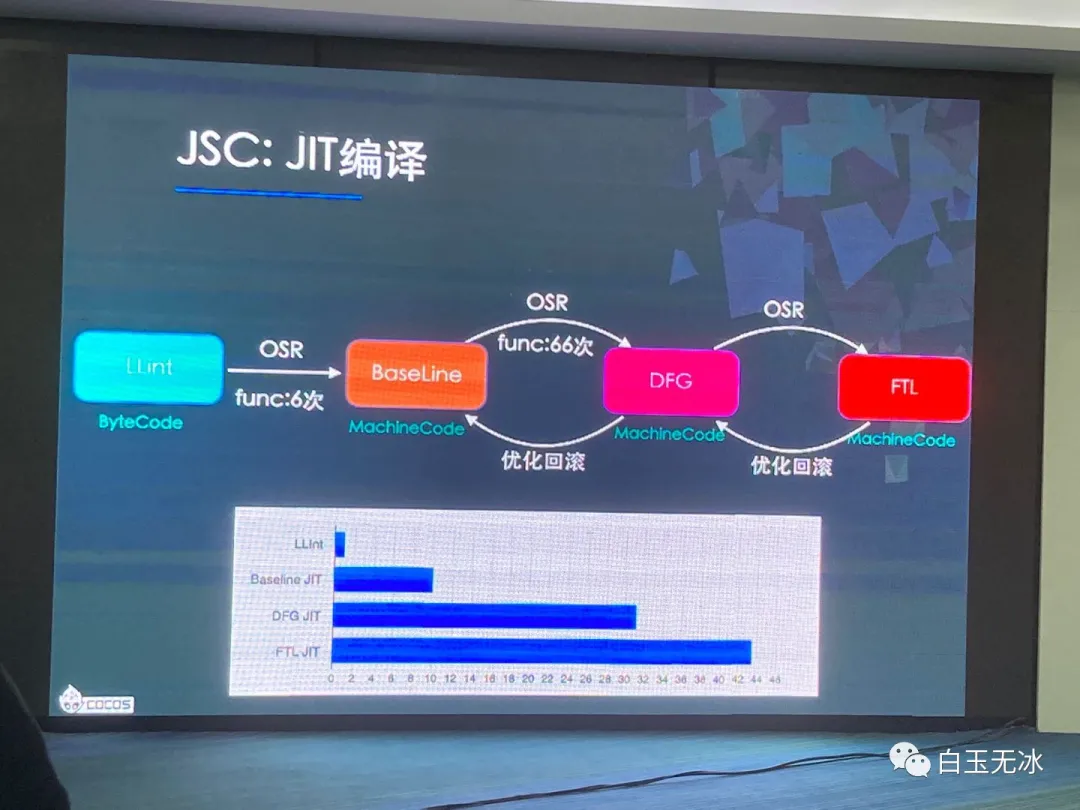 JSC: JIT编译
OSR
OSR
OSR
func:66次
LLint
BaseLine
DFG
FTL
func:6次
ByteCode
MachineCode
MachineCode
MachineCode
优化回滚
优化回滚
LLInt
Baseline JIT
DFG JIT
FTL JIT
0 2 4 6 8 10 12 14 16 18 20 22 24 26 28 30 32 34 36 38 40 42 44 46
COCOS
白玉无冰